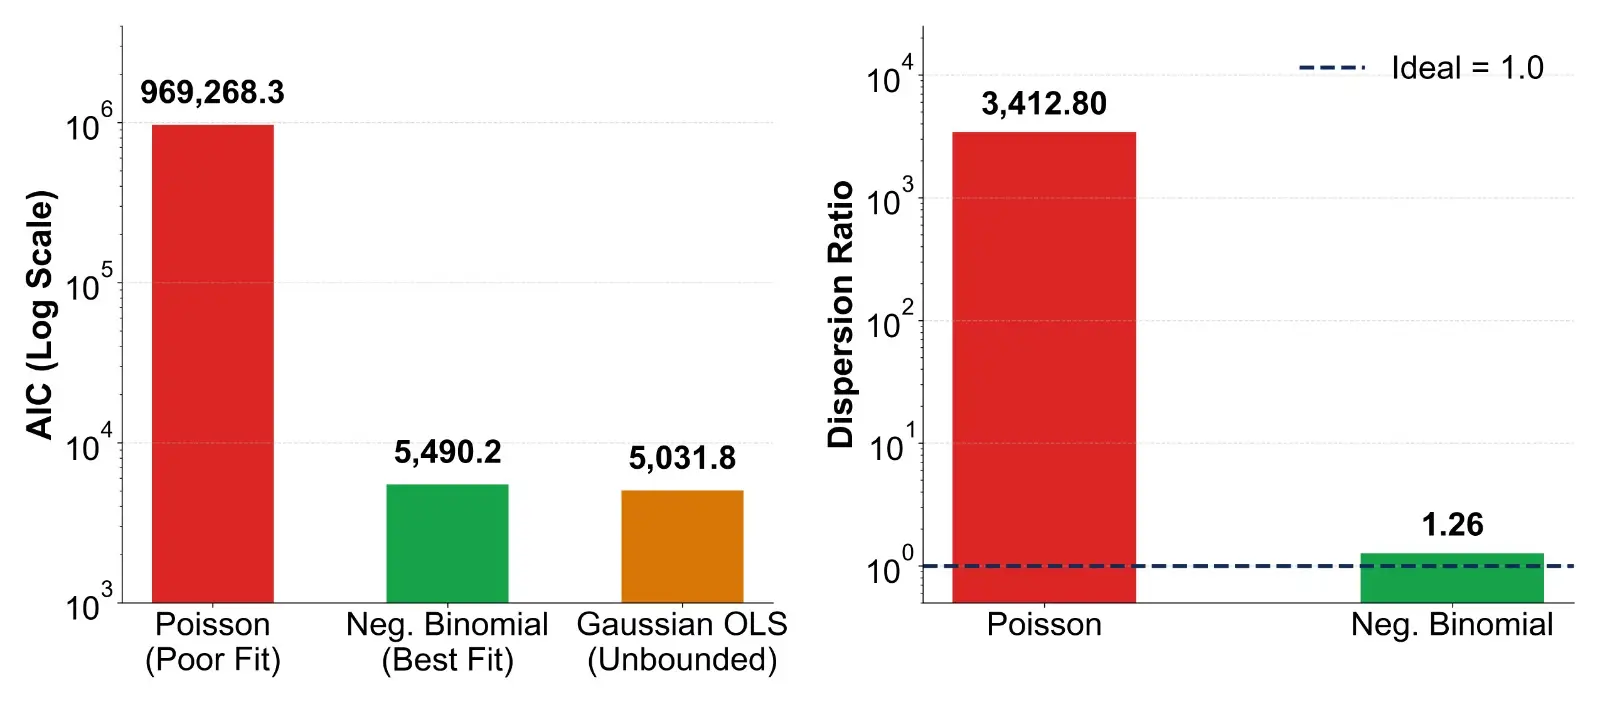 AIC (Log Scale)
10^6
10^5
10^4
10^3
969,268.3
5,490.2
5,031.8
Poisson
(Poor Fit)
Neg. Binomial
(Best Fit)
Gaussian OLS
(Unbounded)
Dispersion Ratio
10^4
10^3
10^2
10^1
10^0
Ideal = 1.0
3,412.80
1.26
Poisson
Neg. Binomial